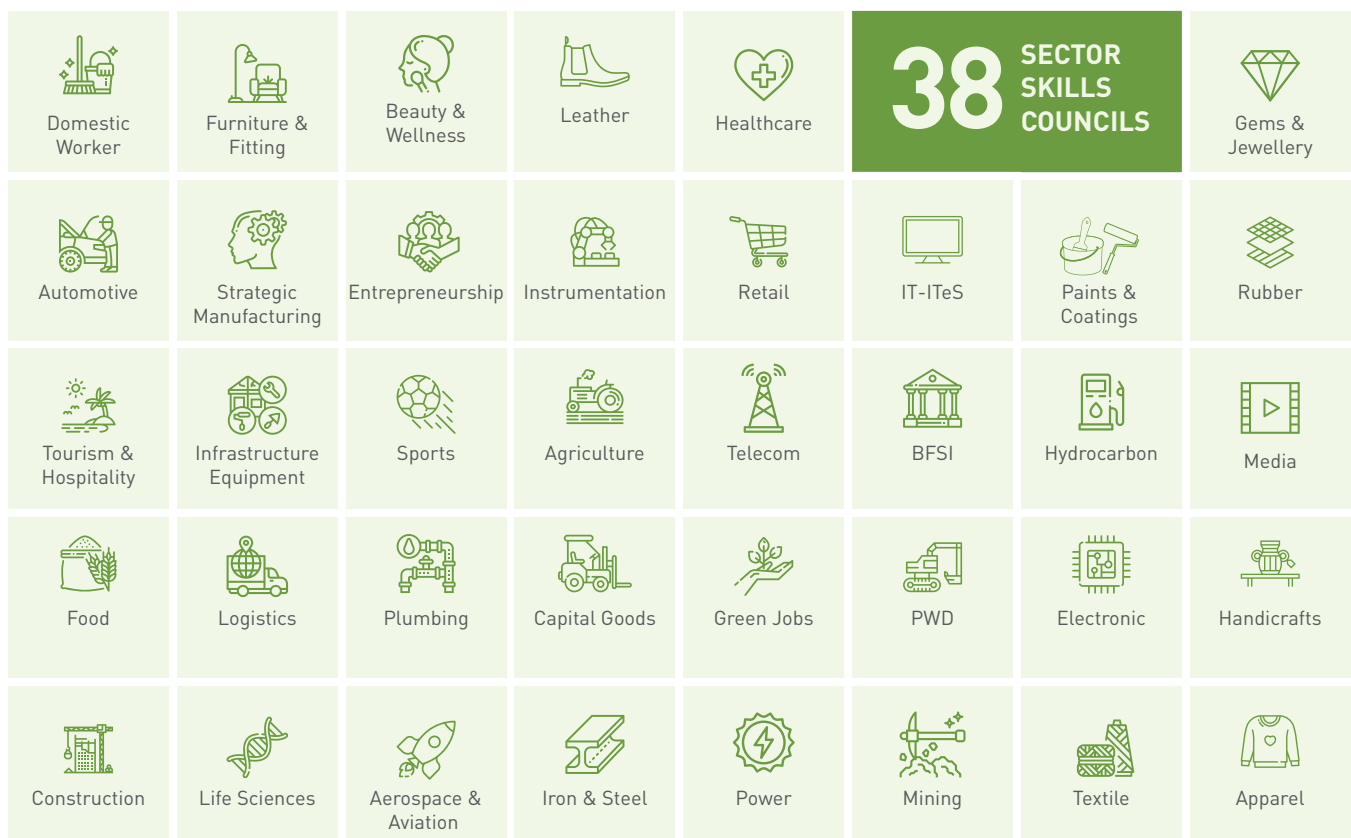 Domestic
Worker
Furniture &
Fitting
Beauty &
Wellness
Leather
Healthcare
38
SECTOR
SKILLS
COUNCILS
Gems &
Jewellery
Automotive
Strategic
Manufacturing
Entrepreneurship
Instrumentation
Retail
IT-ITeS
Paints &
Coatings
Rubber
Tourism &
Hospitality
Infrastructure
Equipment
Sports
Agriculture
Telecom
BFSI
Hydrocarbon
Media
Food
Logistics
Plumbing
Capital Goods
Green Jobs
PWD
Electronic
Handicrafts
Construction
Life Sciences
Aerospace &
Aviation
Iron & Steel
Power
Mining
Textile
Apparel